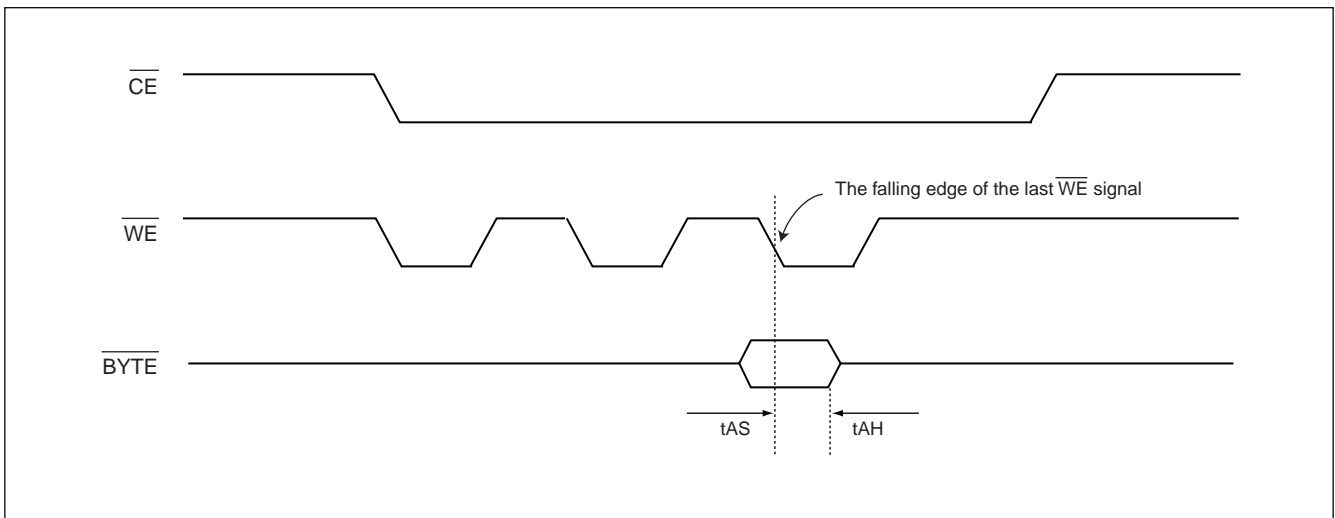 CE
The falling edge of the last WE signal
WE
BYTE
tAS
tAH